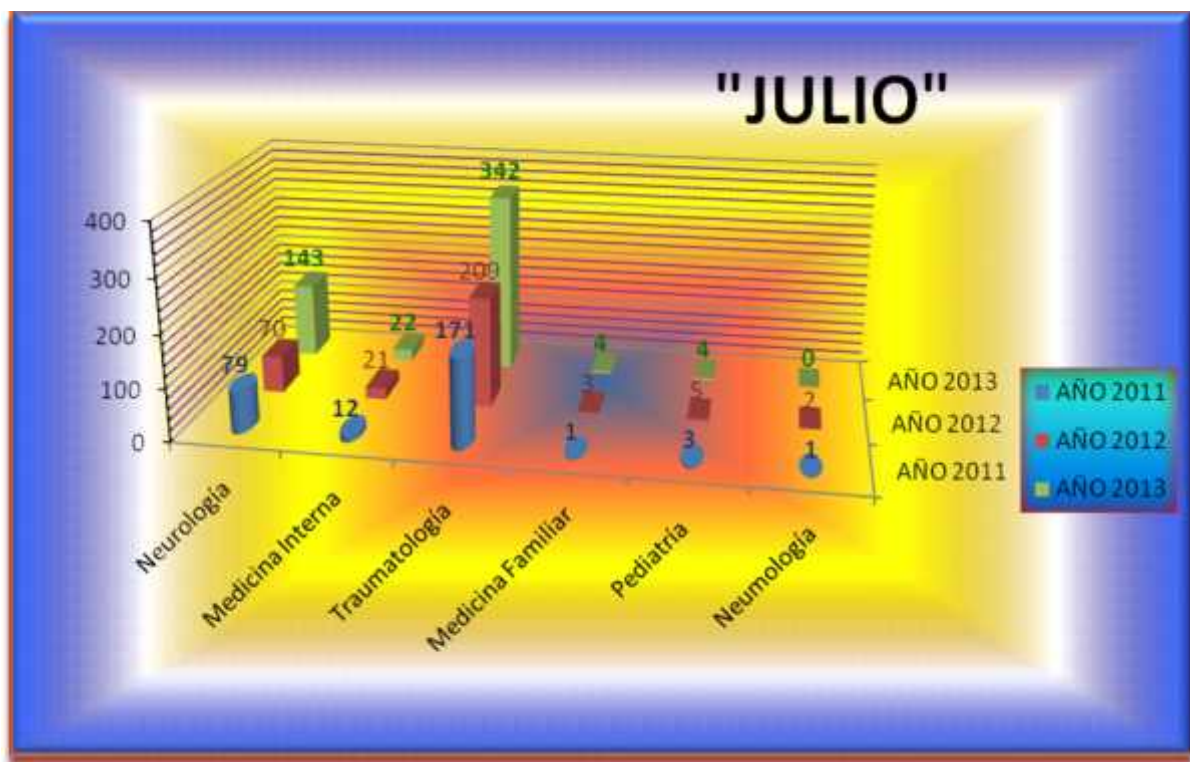 "JULIO"
400
300
200
100
0
143
70
79
22
21
12
342
209
171
4
3
1
4
5
3
0
2
1
AÑO 2013
AÑO 2012
AÑO 2011
Neurología
Medicina Interna
Traumatología
Medicina Familiar
Pediatría
Neumología
AÑO 2011
AÑO 2012
AÑO 2013